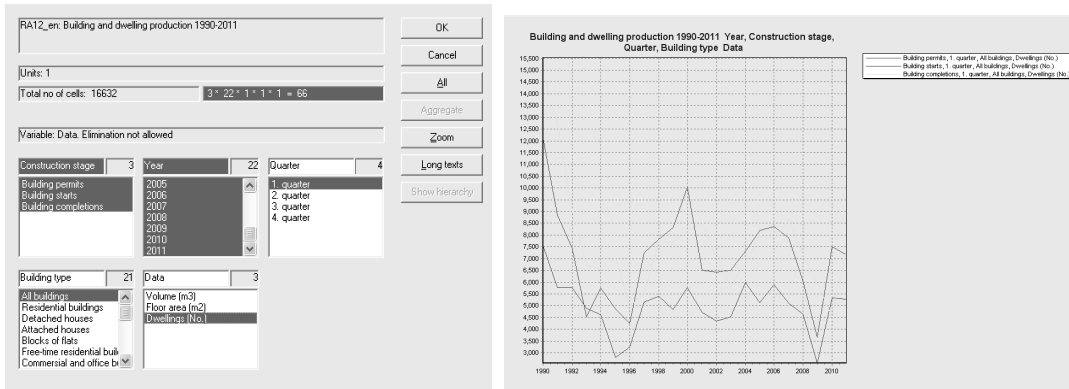 RA12_en: Building and dwelling production 1990-2011
Units: 1
Total no of cells: 16632
3 * 22 * 1 * 1 * 1 = 66
Variable: Data. Elimination not allowed
Construction stage 3
Building permits
Building starts
Building completions
Year 22
2005
2006
2007
2008
2009
2010
2011
Quarter 4
1. quarter
2. quarter
3. quarter
4. quarter
Building type 21
All buildings
Residential buildings
Detached houses
Attached houses
Blocks of flats
Free-time residential buil
Commersial and office b
Data 3
Volume (m3)
Floor area (m2)
Dwellings (No.)
OK
Cancel
All
Aggregate
Zoom
Long texts
Show hierarchy
Building and dwelling production 1990-2011 Year, Construction stage,
Quarter, Building type Data
15,500
15,000
14,500
14,000
13,500
13,000
12,500
12,000
11,500
11,000
10,500
10,000
9,500
9,000
8,500
8,000
7,500
7,000
6,500
6,000
5,500
5,000
4,500
4,000
3,500
3,000
1990 1992 1994 1996 1998 2000 2002 2004 2006 2008 2010
Building permits, 1. quarter, All buildings, Dwellings (No.)
Building starts, 1. quarter, All buildings, Dwellings (No.)
Building completions, 1. quarter, All buildings, Dwellings (No.)